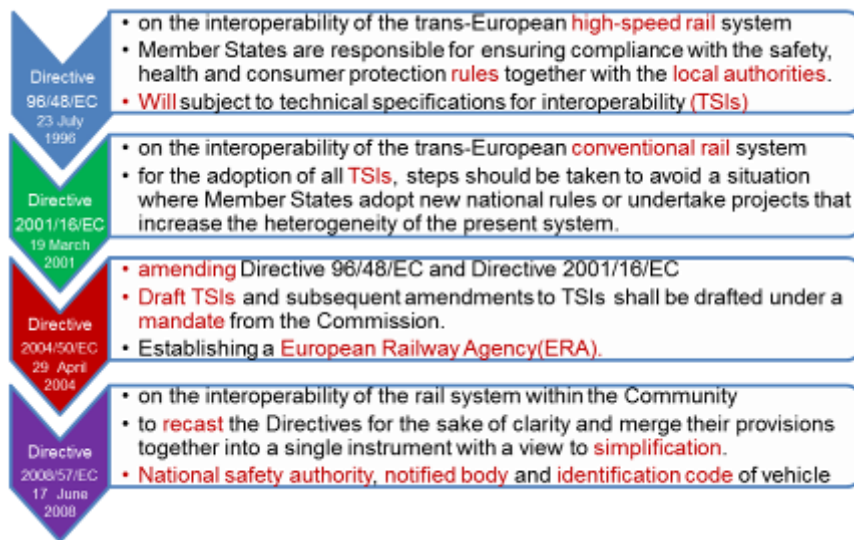 Directive
96/48/EC
23 July
1996
• on the interoperability of the trans-European high-speed rail system
• Member States are responsible for ensuring compliance with the safety,
health and consumer protection rules together with the local authorities.
• Will subject to technical specifications for interoperability (TSIs)
Directive
2001/16/EC
19 March
2001
• on the interoperability of the trans-European conventional rail system
• for the adoption of all TSIs, steps should be taken to avoid a situation
where Member States adopt new national rules or undertake projects that
increase the heterogeneity of the present system.
Directive
2004/50/EC
29 April
2004
• amending Directive 96/48/EC and Directive 2001/16/EC
• Draft TSIs and subsequent amendments to TSIs shall be drafted under a
mandate from the Commission.
• Establishing a European Railway Agency(ERA).
Directive
2008/57/EC
17 June
2008
• on the interoperability of the rail system within the Community
• to recast the Directives for the sake of clarity and merge their provisions
together into a single instrument with a view to simplification.
• National safety authority, notified body and identification code of vehicle